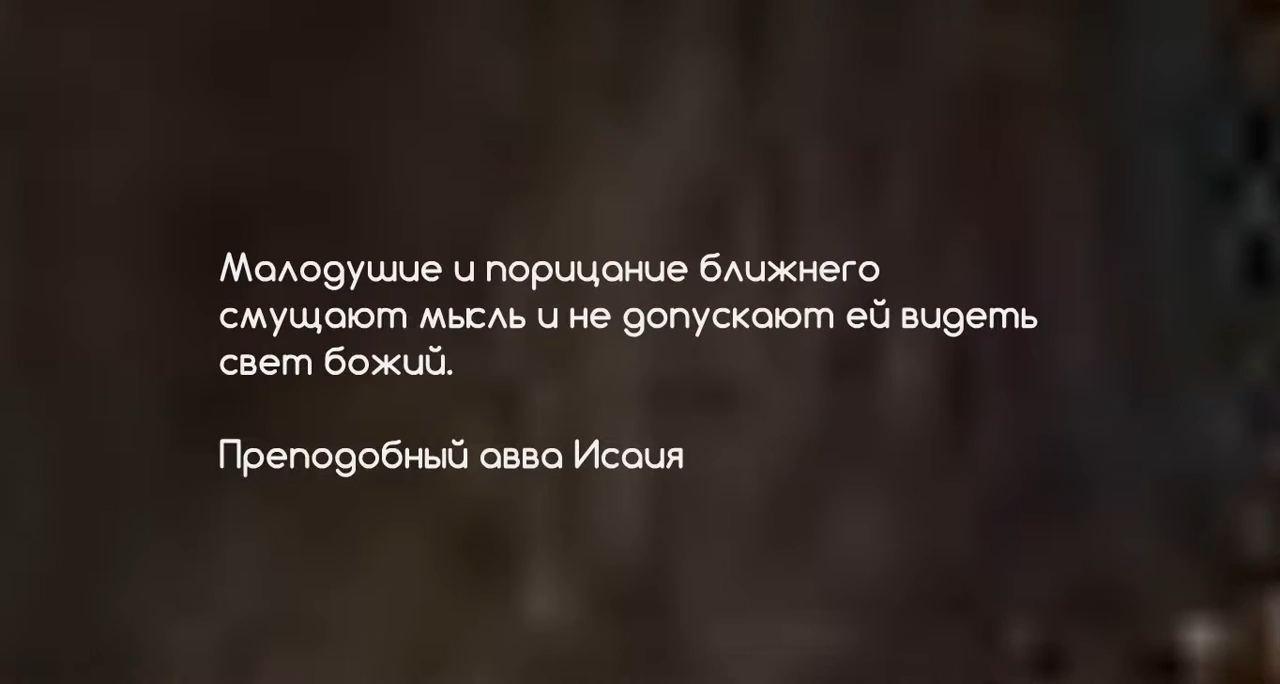 Малодушие и порицание ближнего
смущают мысль и не допускают ей видеть
свет божий.
Преподобный авва Исаия